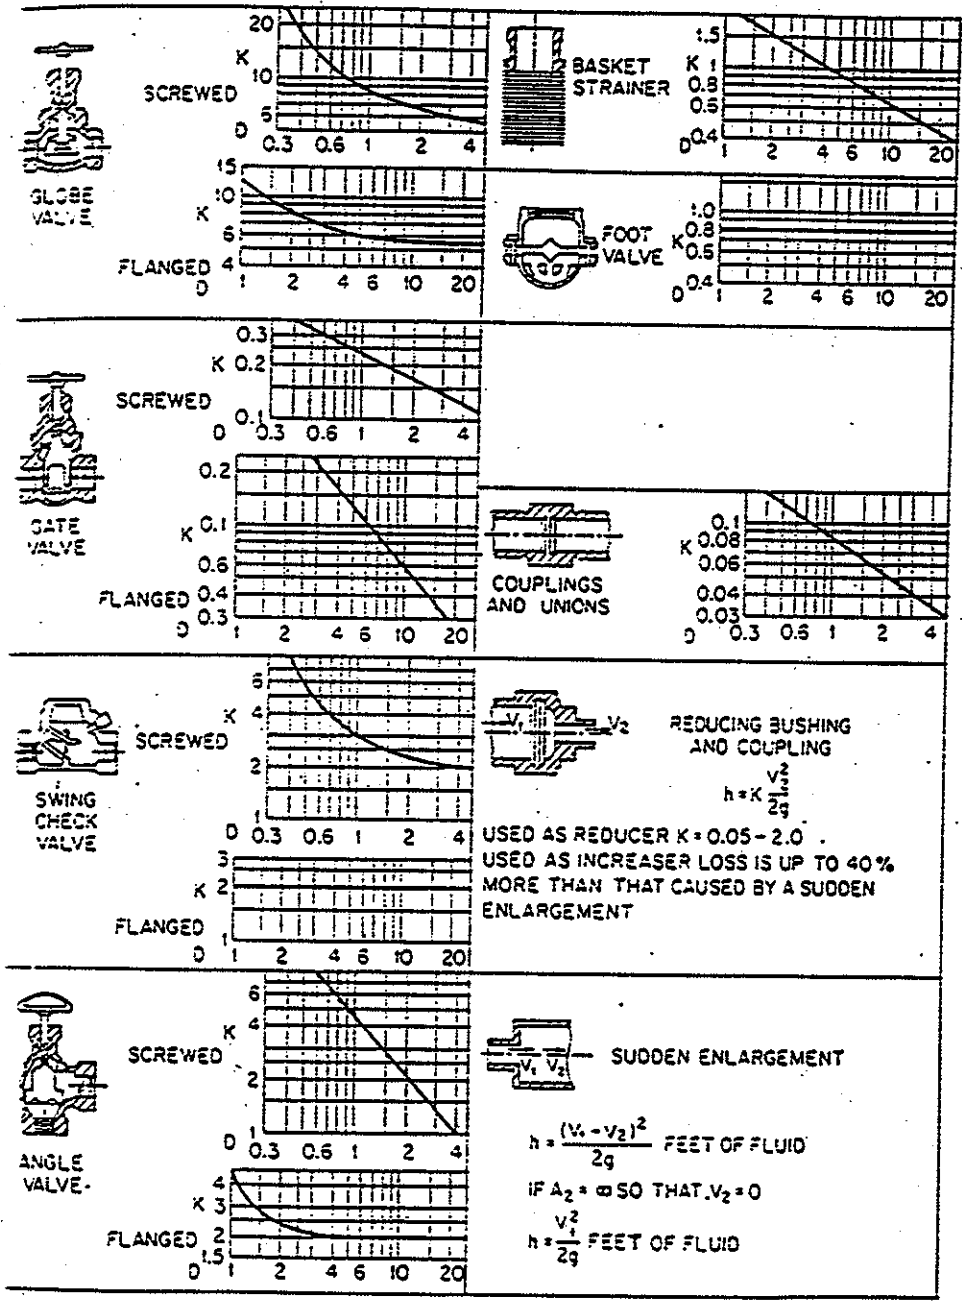 GLOBE
VALVE
SCREWED
K
20
10
6
D
0.3 0.6 1 2 4
FLANGED
K
15
10
6
4
D
1 2 4 6 10 20
BASKET
STRAINER
K
1.5
1
0.8
0.6
0.4
D
1 2 4 6 10 20
FOOT
VALVE
K
1.0
0.8
0.6
0.4
D
1 2 4 6 10 20
GATE
VALVE
SCREWED
K
0.3
0.2
0.1
D
0.3 0.6 1 2 4
FLANGED
K
0.2
0.1
0.6
0.4
0.3
D
1 2 4 6 10 20
COUPLINGS
AND UNIONS
K
0.1
0.08
0.06
0.04
0.03
D
0.3 0.6 1 2 4
SWING
CHECK
VALVE
SCREWED
K
6
4
2
1
D
0.3 0.6 1 2 4
FLANGED
K
3
2
1
D
1 2 4 6 10 20
V₁ V₂
REDUCING BUSHING
AND COUPLING
h = K V₂²/2g
USED AS REDUCER K = 0.05 – 2.0
USED AS INCREASER LOSS IS UP TO 40%
MORE THAN THAT CAUSED BY A SUDDEN
ENLARGEMENT
ANGLE
VALVE
SCREWED
K
6
4
2
1
D
0.3 0.6 1 2 4
FLANGED
K
4
3
2
1.5
D
1 2 4 6 10 20
V₁ V₂
SUDDEN ENLARGEMENT
h = (V₁ – V₂)²/2g FEET OF FLUID
IF A₂ = ∞ SO THAT V₂ = 0
h = V₁²/2g FEET OF FLUID